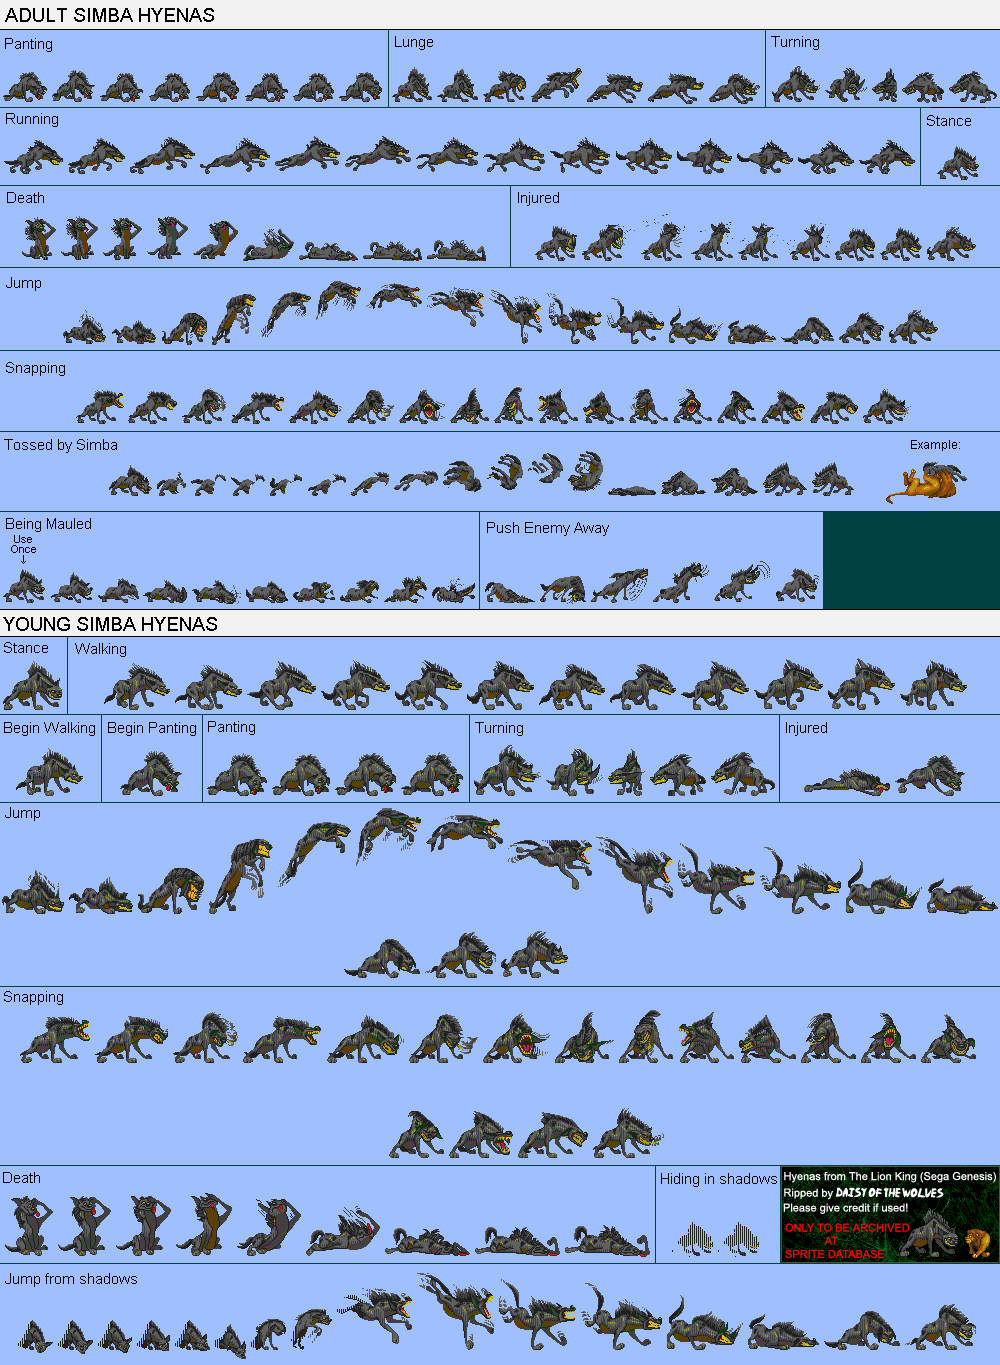 ADULT SIMBA HYENAS
Panting
Lunge
Turning
Running
Stance
Death
Injured
Jump
Snapping
Tossed by Simba
Example:
Being Mauled
Use
Once
Push Enemy Away
YOUNG SIMBA HYENAS
Stance
Walking
Begin Walking
Begin Panting
Panting
Turning
Injured
Jump
Snapping
Death
Hiding in shadows
Hyenas from The Lion King (Sega Genesis)
Ripped by DAISY OF THE WOLVES
Please give credit if used!
ONLY TO BE ARCHIVED
AT
SPRITE DATABASE
Jump from shadows